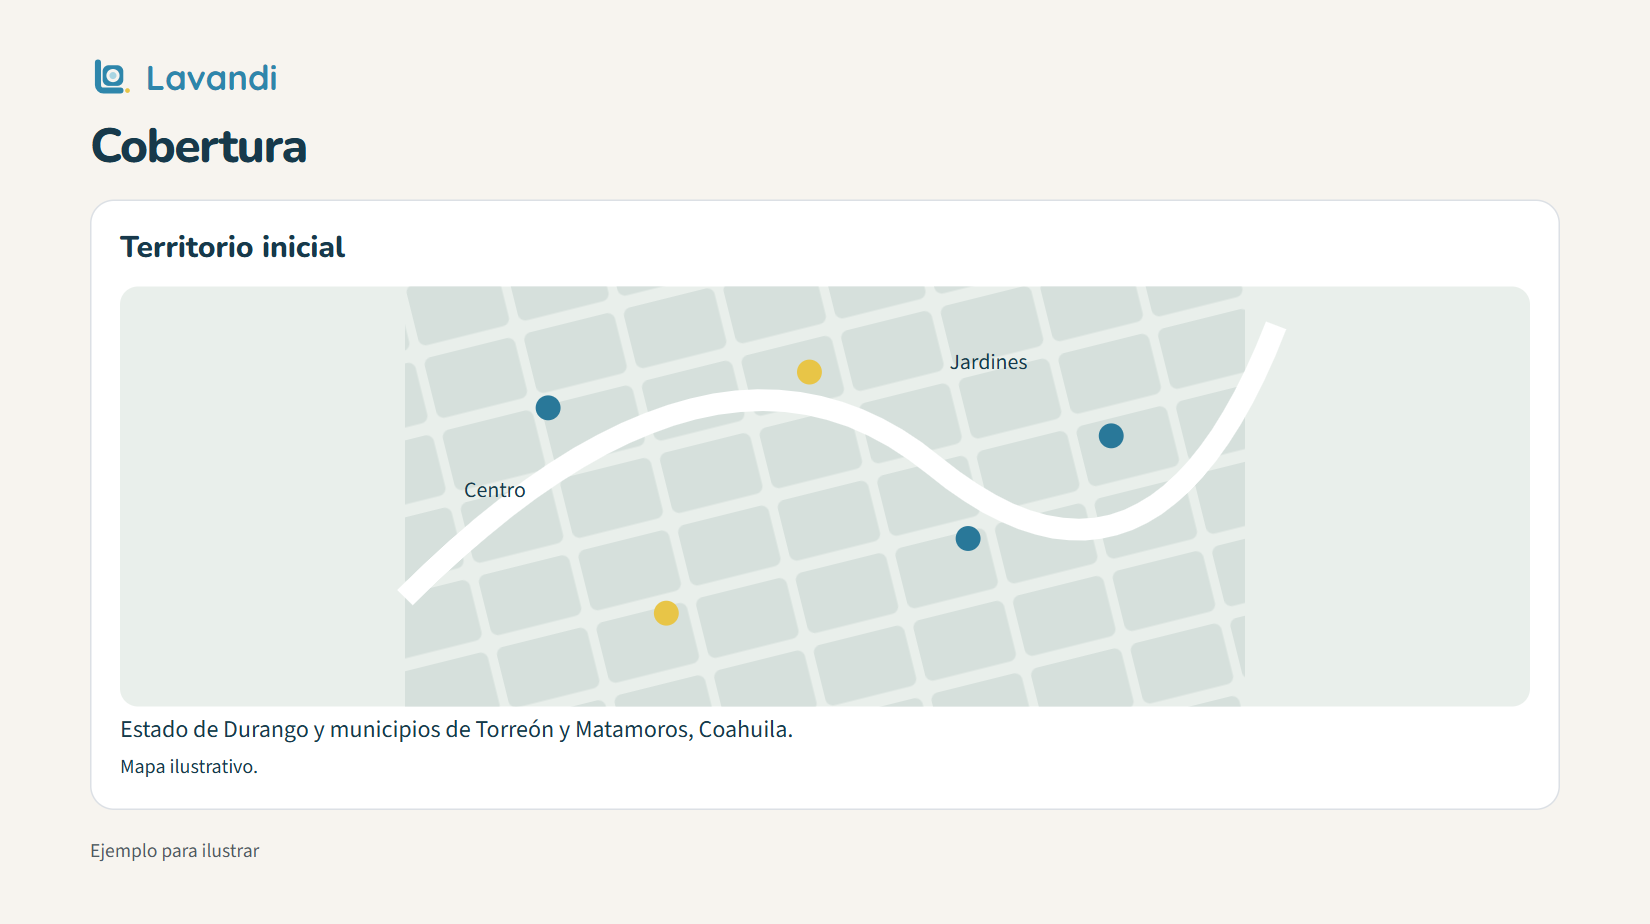 Lavandi
Cobertura
Territorio inicial
Jardines
Centro
Estado de Durango y municipios de Torreón y Matamoros, Coahuila.
Mapa ilustrativo.
Ejemplo para ilustrar